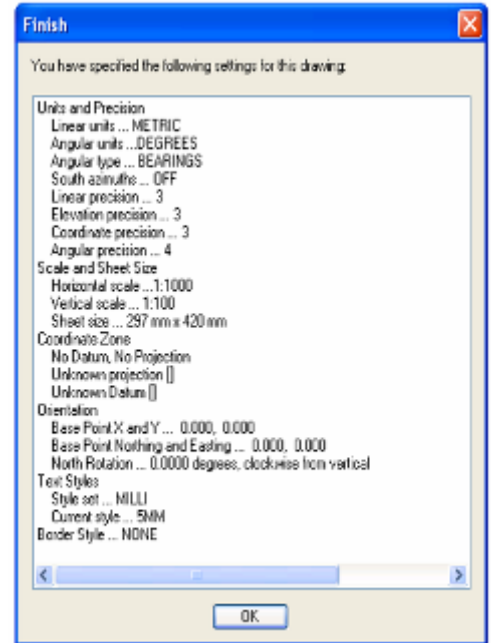 Finish
You have specified the following settings for this drawing:
Units and Precision
Linear units ... METRIC
Angular units ...DEGREES
Angular type ... BEARINGS
South azimuths ... OFF
Linear precision ... 3
Elevation precision ... 3
Coordinate precision ... 3
Angular precision ... 4
Scale and Sheet Size
Horizontal scale ...1:1000
Vertical scale ... 1:100
Sheet size ... 297 mm x 420 mm
Coordinate Zone
No Datum, No Projection
Unknown projection []
Unknown Datum []
Orientation
Base Point X and Y ... 0.000, 0.000
Base Point Northing and Easting ... 0.000, 0.000
North Rotation ... 0.0000 degrees, clockwise from vertical
Text Styles
Style set ... MILLI
Current style ... 5MM
Border Style ... NONE
OK